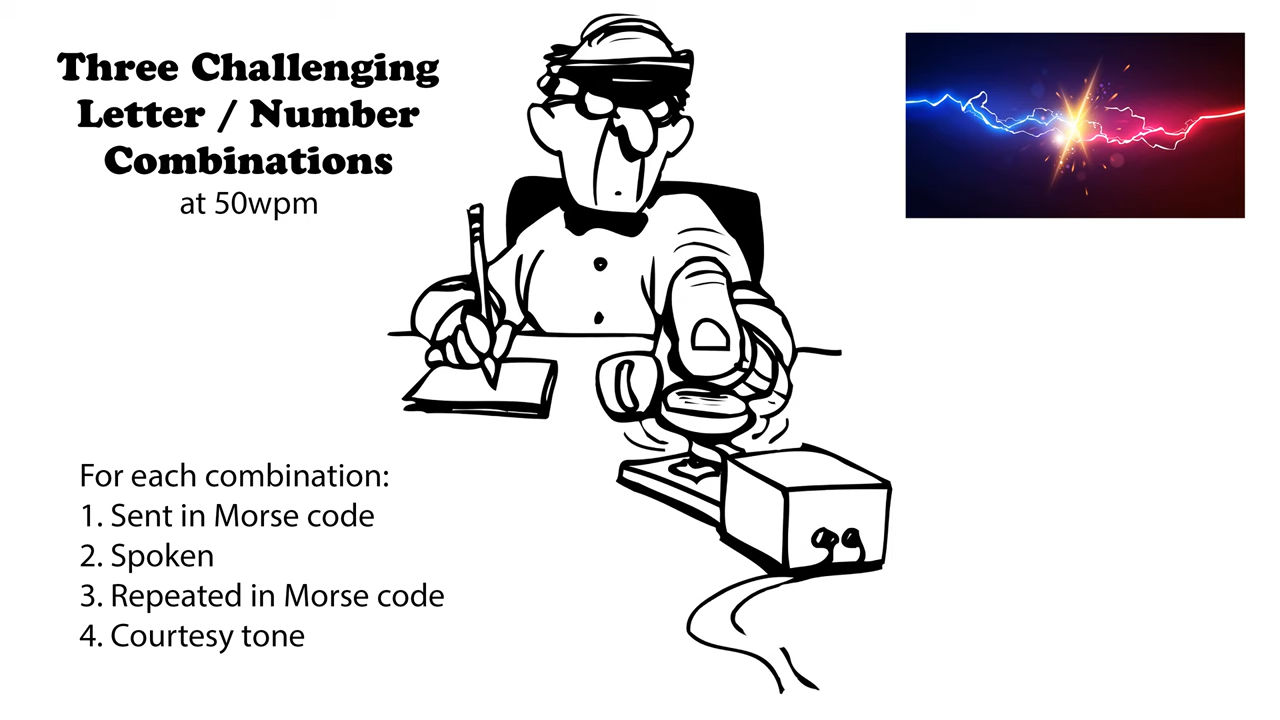 Three Challenging
Letter / Number
Combinations
at 50wpm
For each combination:
1. Sent in Morse code
2. Spoken
3. Repeated in Morse code
4. Courtesy tone